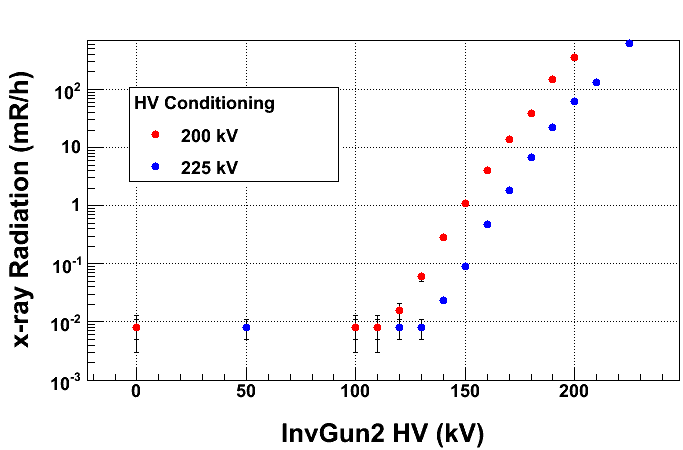 x-ray Radiation (mR/h)
10²
10
1
10⁻¹
10⁻²
10⁻³
HV Conditioning
200 kV
225 kV
0 50 100 150 200
InvGun2 HV (kV)